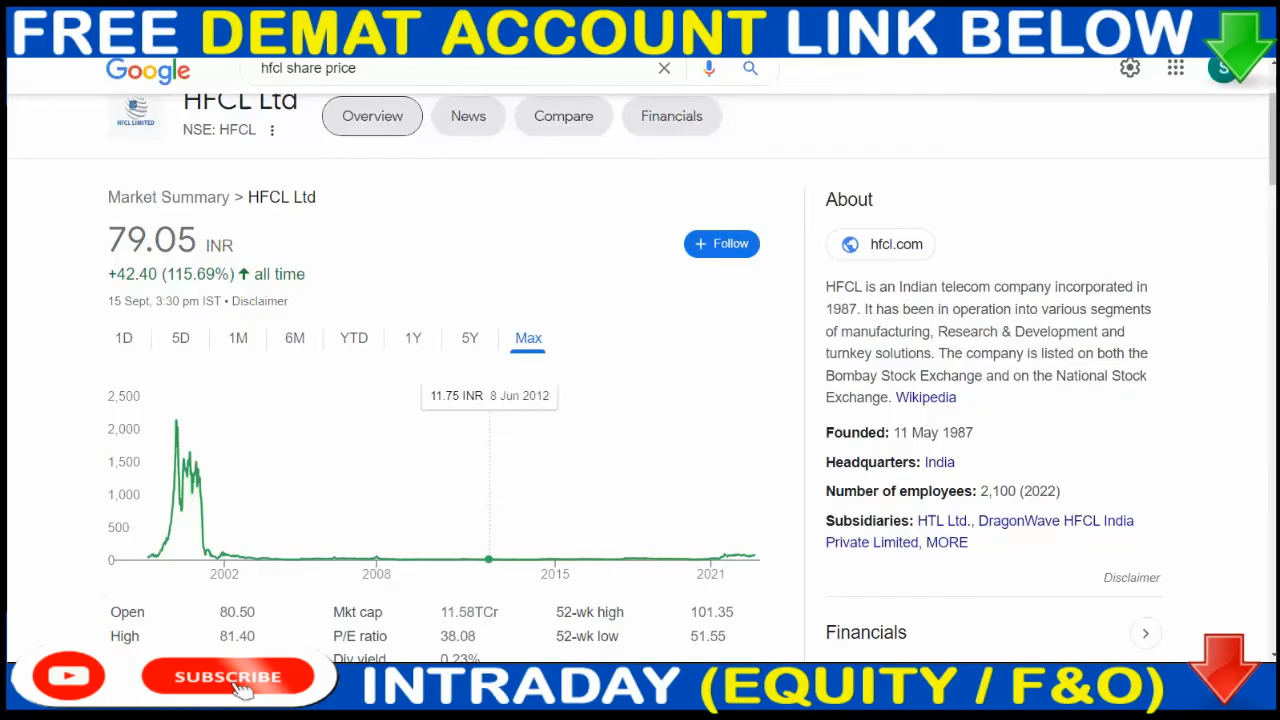 FREE DEMAT ACCOUNT LINK BELOW
Google
hfcl share price
S
HFCL Ltd
NSE: HFCL
HFCL LIMITED
Overview
News
Compare
Financials
Market Summary > HFCL Ltd
79.05 INR
+ Follow
+42.40 (115.69%) ↑ all time
15 Sept, 3:30 pm IST • Disclaimer
1D 5D 1M 6M YTD 1Y 5Y Max
11.75 INR 8 Jun 2012
2,500
2,000
1,500
1,000
500
0
2002 2008 2015 2021
Open 80.50 Mkt cap 11.58TCr 52-wk high 101.35
High 81.40 P/E ratio 38.08 52-wk low 51.55
Div yield 0.23%
About
hfcl.com
HFCL is an Indian telecom company incorporated in
1987. It has been in operation into various segments
of manufacturing, Research & Development and
turnkey solutions. The company is listed on both the
Bombay Stock Exchange and on the National Stock
Exchange. Wikipedia
Founded: 11 May 1987
Headquarters: India
Number of employees: 2,100 (2022)
Subsidiaries: HTL Ltd., DragonWave HFCL India
Private Limited, MORE
Disclaimer
Financials
SUBSCRIBE
INTRADAY (EQUITY / F&O)